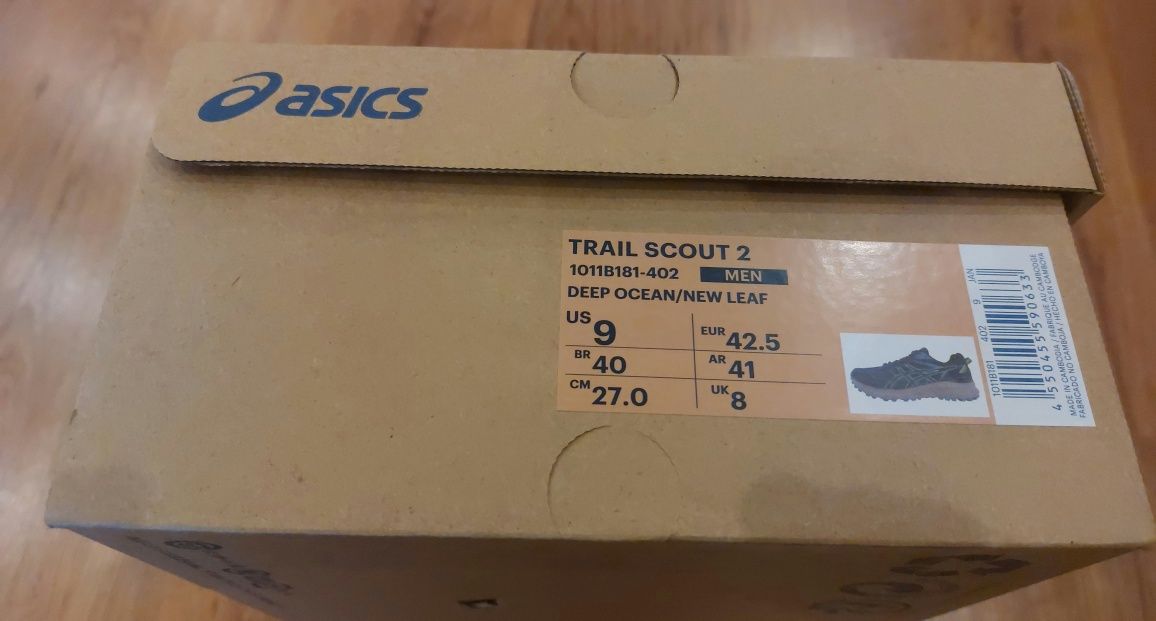 asics
TRAIL SCOUT 2
1011B181-402 MEN
DEEP OCEAN/NEW LEAF
US 9 EUR 42.5
BR 40 AR 41
CM 27.0 UK 8
1011B181 402 9 JAN
4 550455 590633
MADE IN CAMBODIA / FABRIQUE AU CAMBODGE
FABRICADO NO CAMBOJA / HECHO EN CAMBOYA